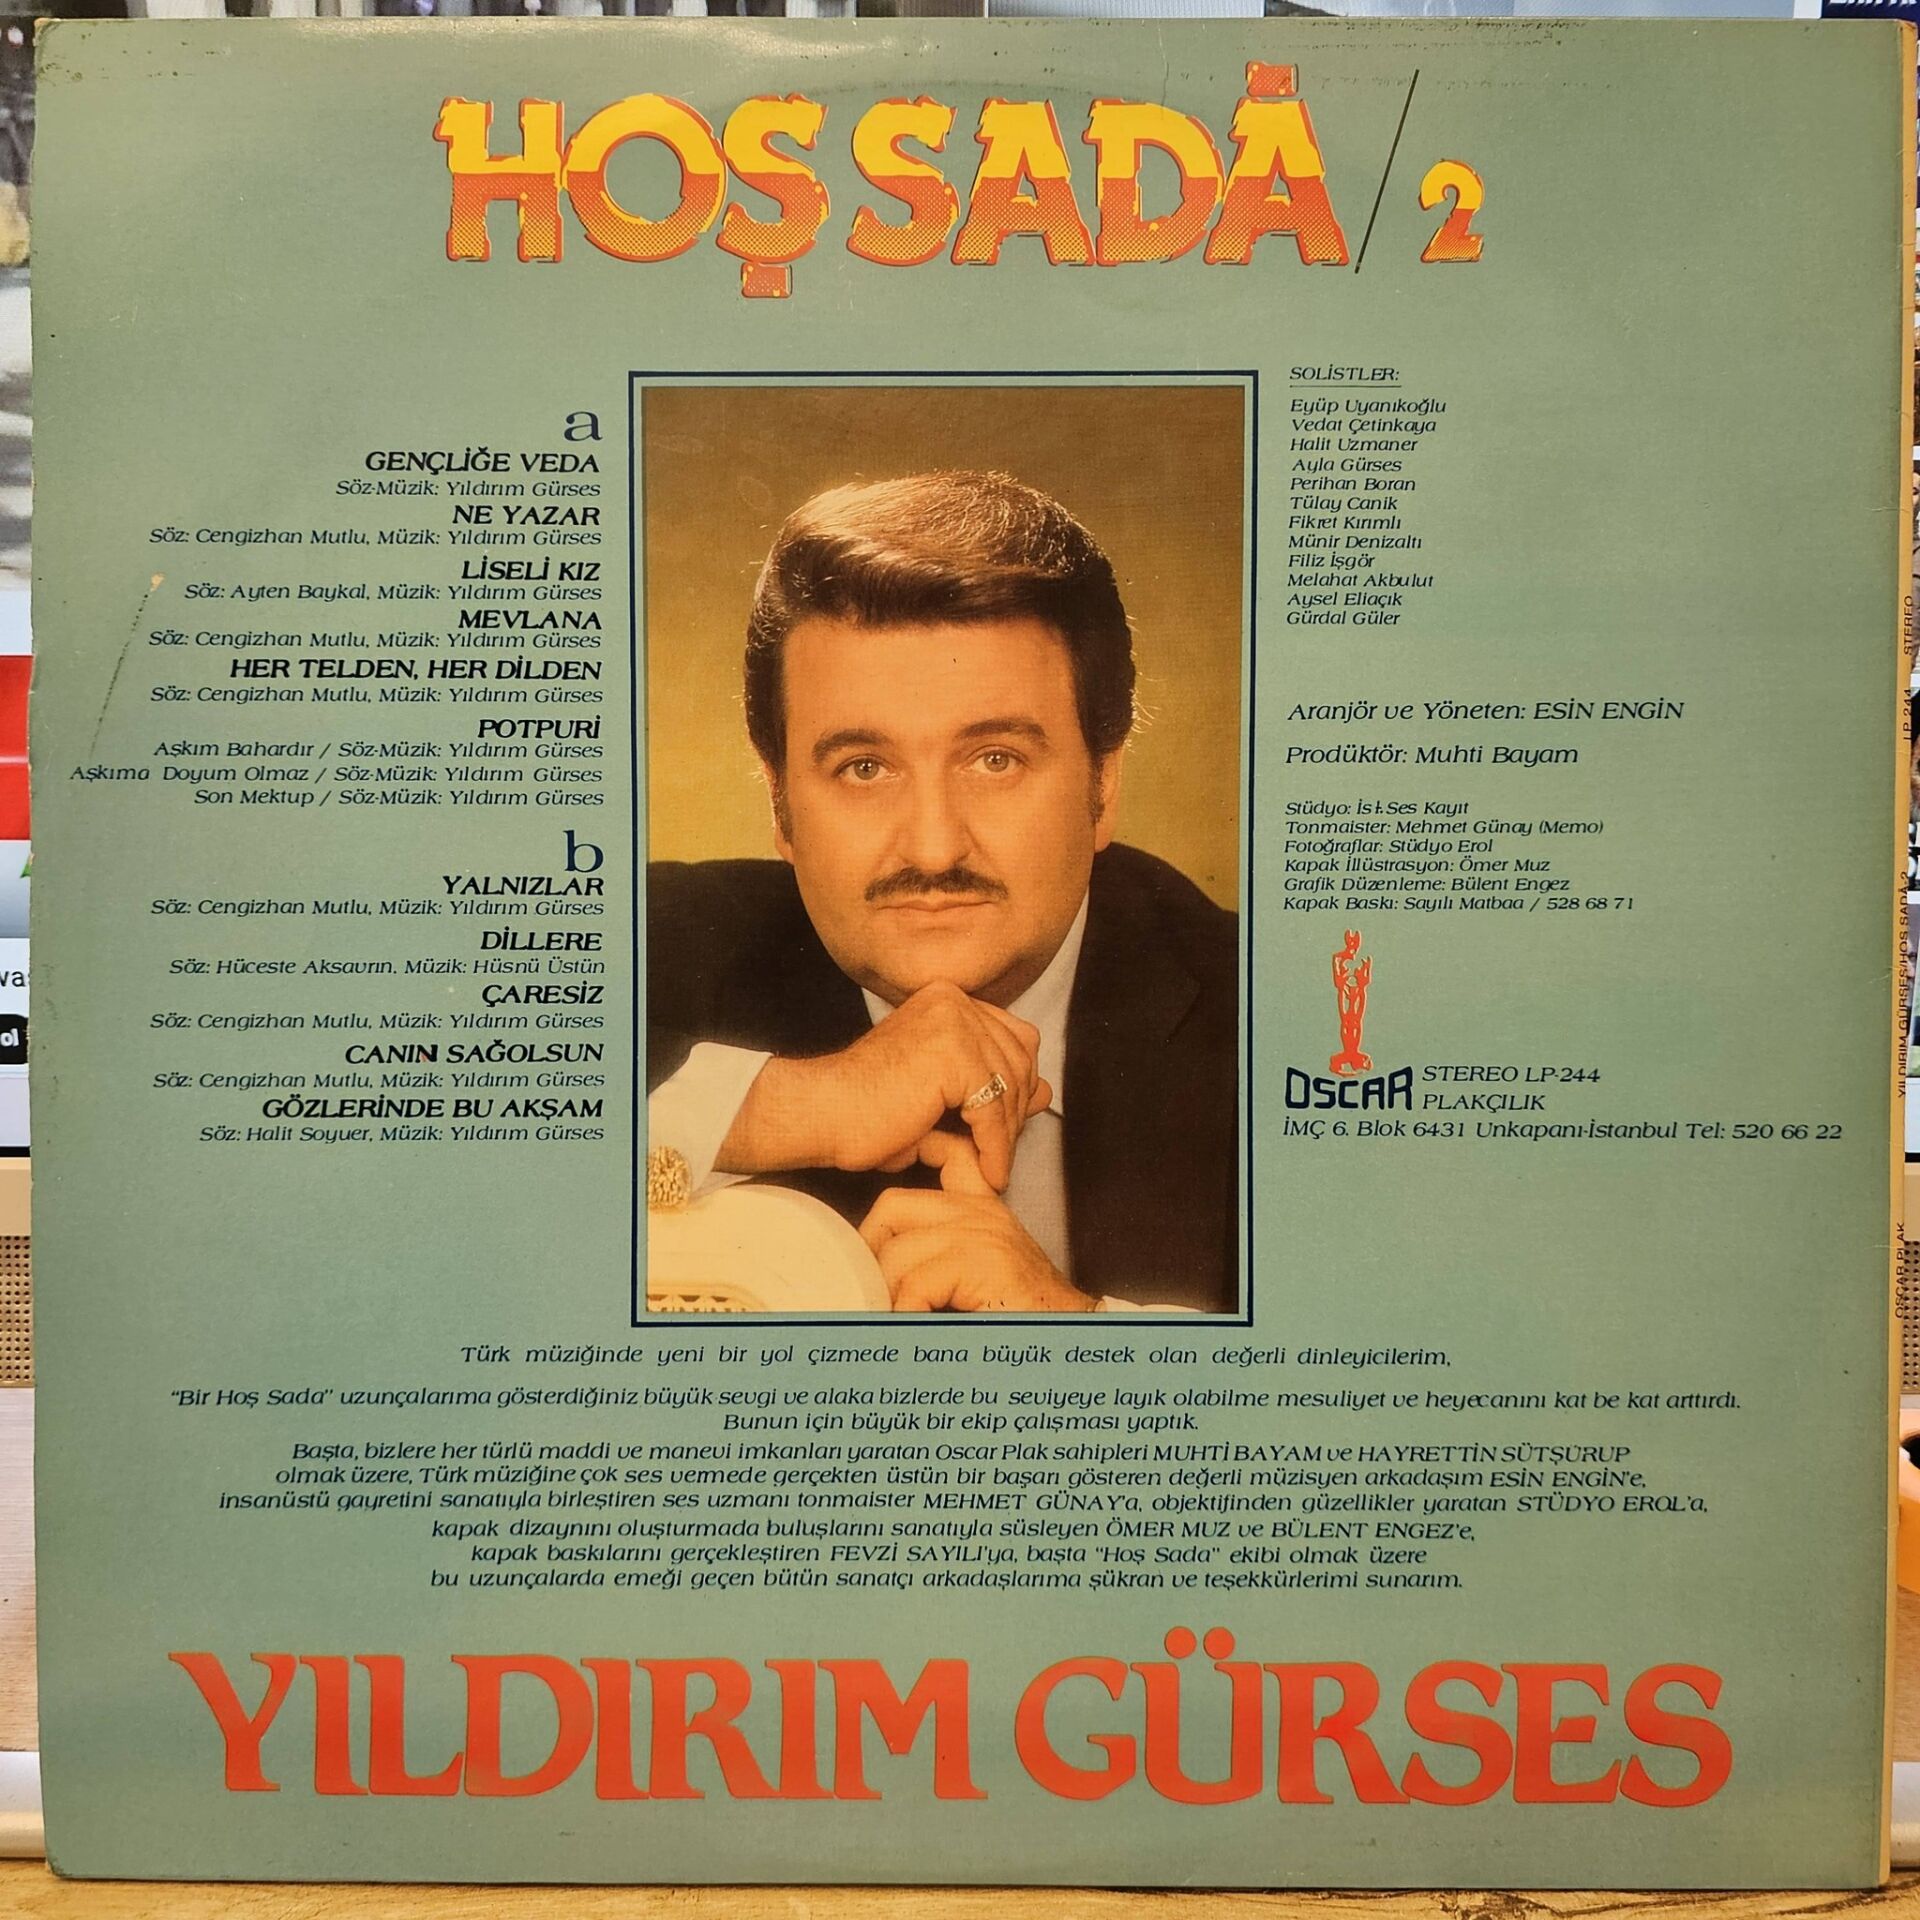 HOŞ SADÂ / 2
a
GENÇLİĞE VEDA
Söz-Müzik: Yıldırım Gürses
NE YAZAR
Söz: Cengizhan Mutlu, Müzik: Yıldırım Gürses
LİSELİ KIZ
Söz: Ayten Baykal, Müzik: Yıldırım Gürses
MEVLANA
Söz: Cengizhan Mutlu, Müzik: Yıldırım Gürses
HER TELDEN, HER DİLDEN
Söz: Cengizhan Mutlu, Müzik: Yıldırım Gürses
POTPURİ
Aşkım Bahardır / Söz-Müzik: Yıldırım Gürses
Aşkıma Doyum Olmaz / Söz-Müzik: Yıldırım Gürses
Son Mektup / Söz-Müzik: Yıldırım Gürses
b
YALNIZLAR
Söz: Cengizhan Mutlu, Müzik: Yıldırım Gürses
DİLLERE
Söz: Hüceste Aksavrın, Müzik: Hüsnü Üstün
ÇARESİZ
Söz: Cengizhan Mutlu, Müzik: Yıldırım Gürses
CANIN SAĞOLSUN
Söz: Cengizhan Mutlu, Müzik: Yıldırım Gürses
GÖZLERİNDE BU AKŞAM
Söz: Halit Soyuer, Müzik: Yıldırım Gürses
SOLİSTLER:
Eyüp Uyanıkoğlu
Vedat Çetinkaya
Halit Uzmaner
Ayla Gürses
Perihan Boran
Tülay Canik
Fikret Kırımlı
Münir Denizaltı
Filiz İşgör
Melahat Akbulut
Aysel Eliaçık
Gürdal Güler
Aranjör ve Yöneten: ESİN ENGİN
Prodüktör: Muhti Bayam
Stüdyo: İst. Ses Kayıt
Tonmaister: Mehmet Günay (Memo)
Fotoğraflar: Stüdyo Erol
Kapak İllüstrasyon: Ömer Muz
Grafik Düzenleme: Bülent Engez
Kapak Baskı: Sayılı Matbaa / 528 68 71
OSCAR STEREO LP-244
PLAKÇILIK
İMÇ 6. Blok 6431 Unkapanı-İstanbul Tel: 520 66 22
Türk müziğinde yeni bir yol çizmede bana büyük destek olan değerli dinleyicilerim,
"Bir Hoş Sada" uzunçalarıma gösterdiğiniz büyük sevgi ve alaka bizlerde bu seviyeye layık olabilme mesuliyet ve heyecanını kat be kat arttırdı.
Bunun için büyük bir ekip çalışması yaptık.
Başta, bizlere her türlü maddi ve manevi imkanları yaratan Oscar Plak sahipleri MUHTİ BAYAM ve HAYRETTİN SÜTŞURUP
olmak üzere, Türk müziğine çok ses vermede gerçekten üstün bir başarı gösteren değerli müzisyen arkadaşım ESİN ENGİN'e,
insanüstü gayretini sanatıyla birleştiren ses uzmanı tonmaister MEHMET GÜNAY'a, objektifinden güzellikler yaratan STÜDYO EROL'a,
kapak dizaynını oluşturmada buluşlarını sanatıyla süsleyen ÖMER MUZ ve BÜLENT ENGEZ'e,
kapak baskılarını gerçekleştiren FEVZİ SAYILI'ya, başta "Hoş Sada" ekibi olmak üzere
bu uzunçalarda emeği geçen bütün sanatçı arkadaşlarıma şükran ve teşekkürlerimi sunarım.
YILDIRIM GÜRSES
OSCAR PLAK YILDIRIM GÜRSES/HOŞ SADÂ-2 LP 244 STEREO